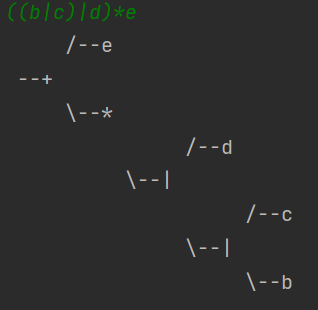 ((b|c)|d)*e
/--e
--+
\--*
/--d
\--|
/--c
\--|
\--b